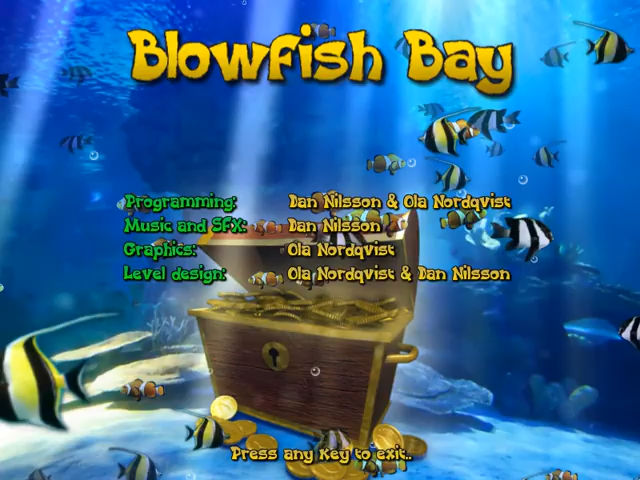 Blowfish Bay
Programming: Dan Nilsson & Ola Nordqvist
Music and SFX: Dan Nilsson
Graphics: Ola Nordqvist
Level design: Ola Nordqvist & Dan Nilsson
Press any key to exit..